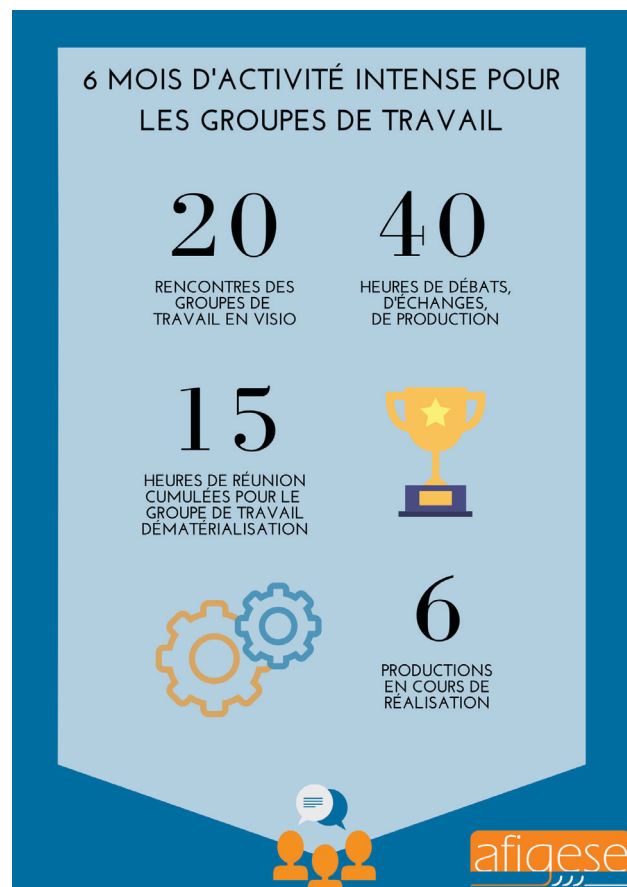 6 MOIS D'ACTIVITÉ INTENSE POUR
LES GROUPES DE TRAVAIL
20
RENCONTRES DES
GROUPES DE
TRAVAIL EN VISIO
40
HEURES DE DÉBATS,
D'ÉCHANGES,
DE PRODUCTION
15
HEURES DE RÉUNION
CUMULÉES POUR LE
GROUPE DE TRAVAIL
DÉMATÉRIALISATION
6
PRODUCTIONS
EN COURS DE
RÉALISATION
afigese